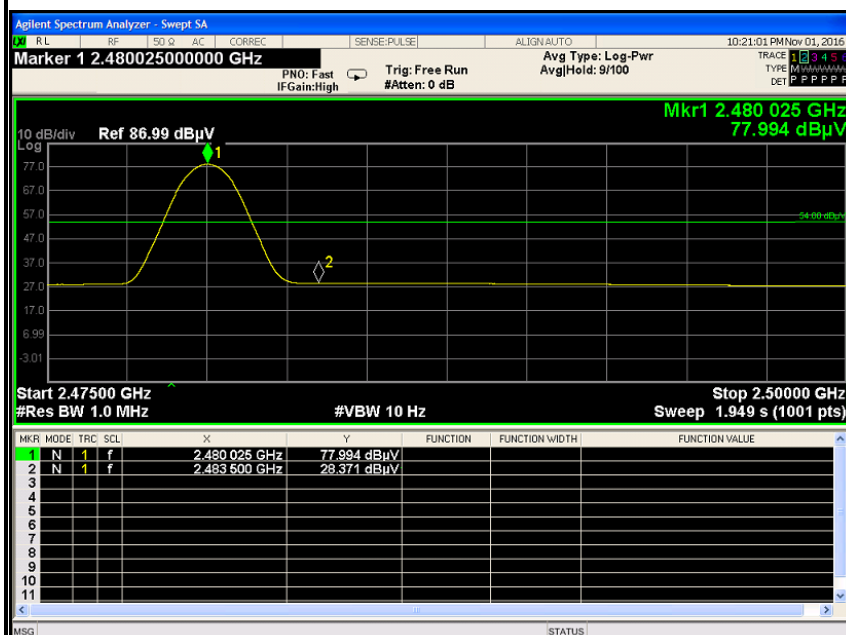 Agilent Spectrum Analyzer - Swept SA
LXI RL RF 50 Ω AC CORREC SENSE:PULSE ALIGN AUTO 10:21:01 PM Nov 01, 2016
Marker 1 2.480025000000 GHz
PNO: Fast
IFGain:High
Trig: Free Run
#Atten: 0 dB
Avg Type: Log-Pwr
Avg|Hold: 9/100
TRACE 1 2 3 4 5
TYPE M
DET P P P P P
Mkr1 2.480 025 GHz
77.994 dBµV
10 dB/div Ref 86.99 dBµV
Log
1
77.0
67.0
57.0
54.00 dBµV
47.0
37.0
2
27.0
17.0
6.99
-3.01
Start 2.47500 GHz Stop 2.50000 GHz
#Res BW 1.0 MHz #VBW 10 Hz Sweep 1.949 s (1001 pts)
MKR MODE TRC SCL X Y FUNCTION FUNCTION WIDTH FUNCTION VALUE
1 N 1 f 2.480 025 GHz 77.994 dBµV
2 N 1 f 2.483 500 GHz 28.371 dBµV
3
4
5
6
7
8
9
10
11
MSG STATUS